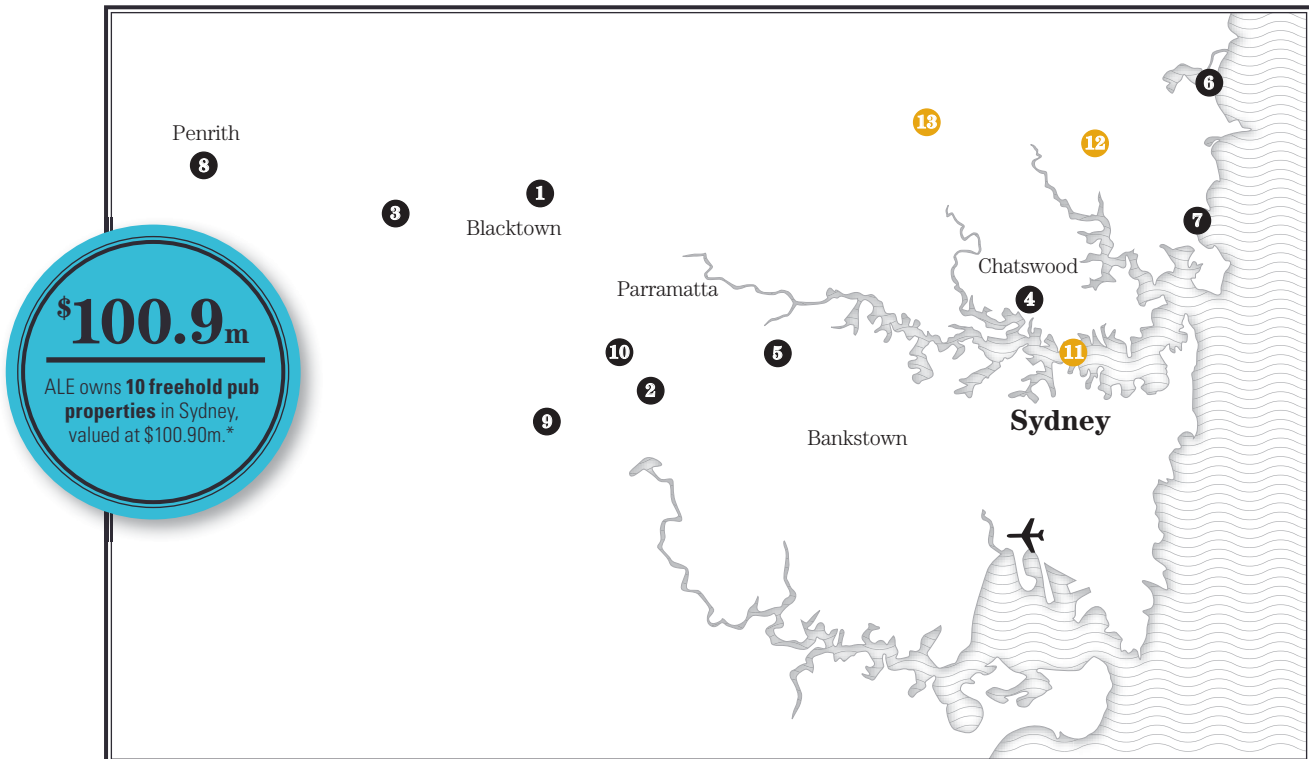 6
13
12
Penrith
8
1
3
7
Blacktown
Chatswood
Parramatta
4
$100.9m
10
5
11
2
ALE owns 10 freehold pub
properties in Sydney,
valued at $100.90m.*
9
Sydney
Bankstown